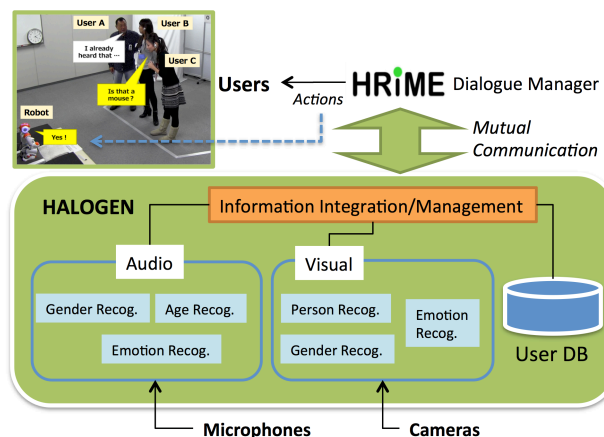 User A
User B
I already
heard that …
User C
Is that a
mouse?
Robot
Yes !
Users
HRiME Dialogue Manager
Actions
Mutual
Communication
HALOGEN
Information Integration/Management
Audio
Visual
Gender Recog.
Age Recog.
Emotion Recog.
Person Recog.
Gender Recog.
Emotion
Recog.
User DB
Microphones
Cameras